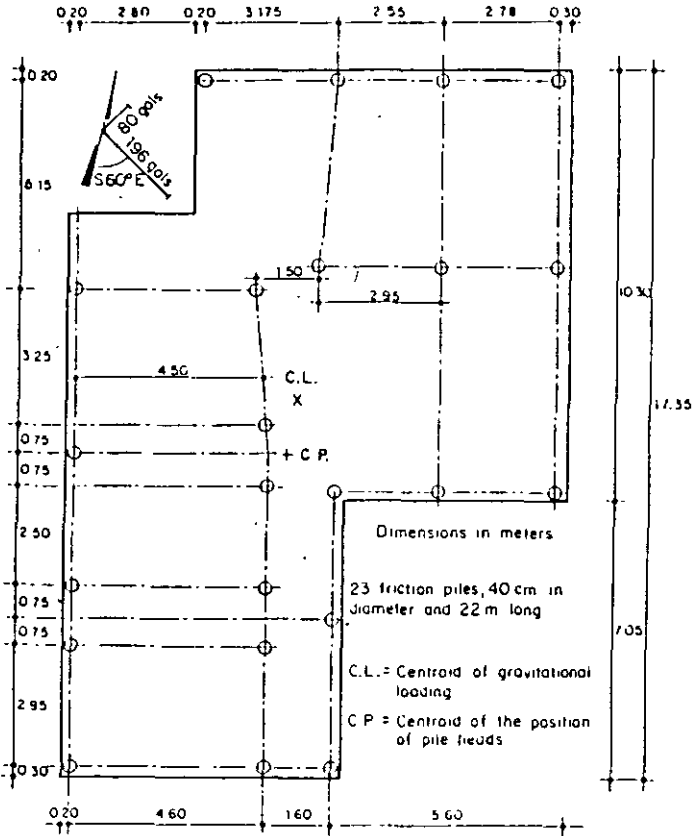 0.20 2.80 0.20 3.175 2.55 2.78 0.30
0.20
80 gals
196 gals
S60°E
6.15
1.50
2.95
10.30
3.25
4.50
C.L.
X
17.35
0.75
+ C.P.
0.75
Dimensions in meters
2.50
23 friction piles, 40 cm in
diameter and 22 m long
0.75
7.05
0.75
C.L. = Centroid of gravitational
loading
2.95
C P = Centroid of the position
of pile heads
0.30
0.20 4.60 1.60 5.60